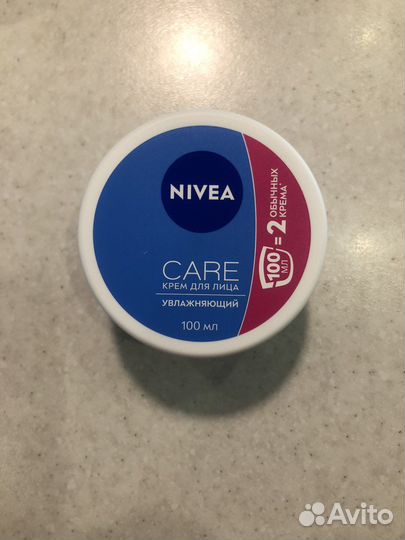 NIVEA
CARE
КРЕМ ДЛЯ ЛИЦА
УВЛАЖНЯЮЩИЙ
100 МЛ
100 МЛ = 2 ОБЫЧНЫХ
КРЕМА*
Avito